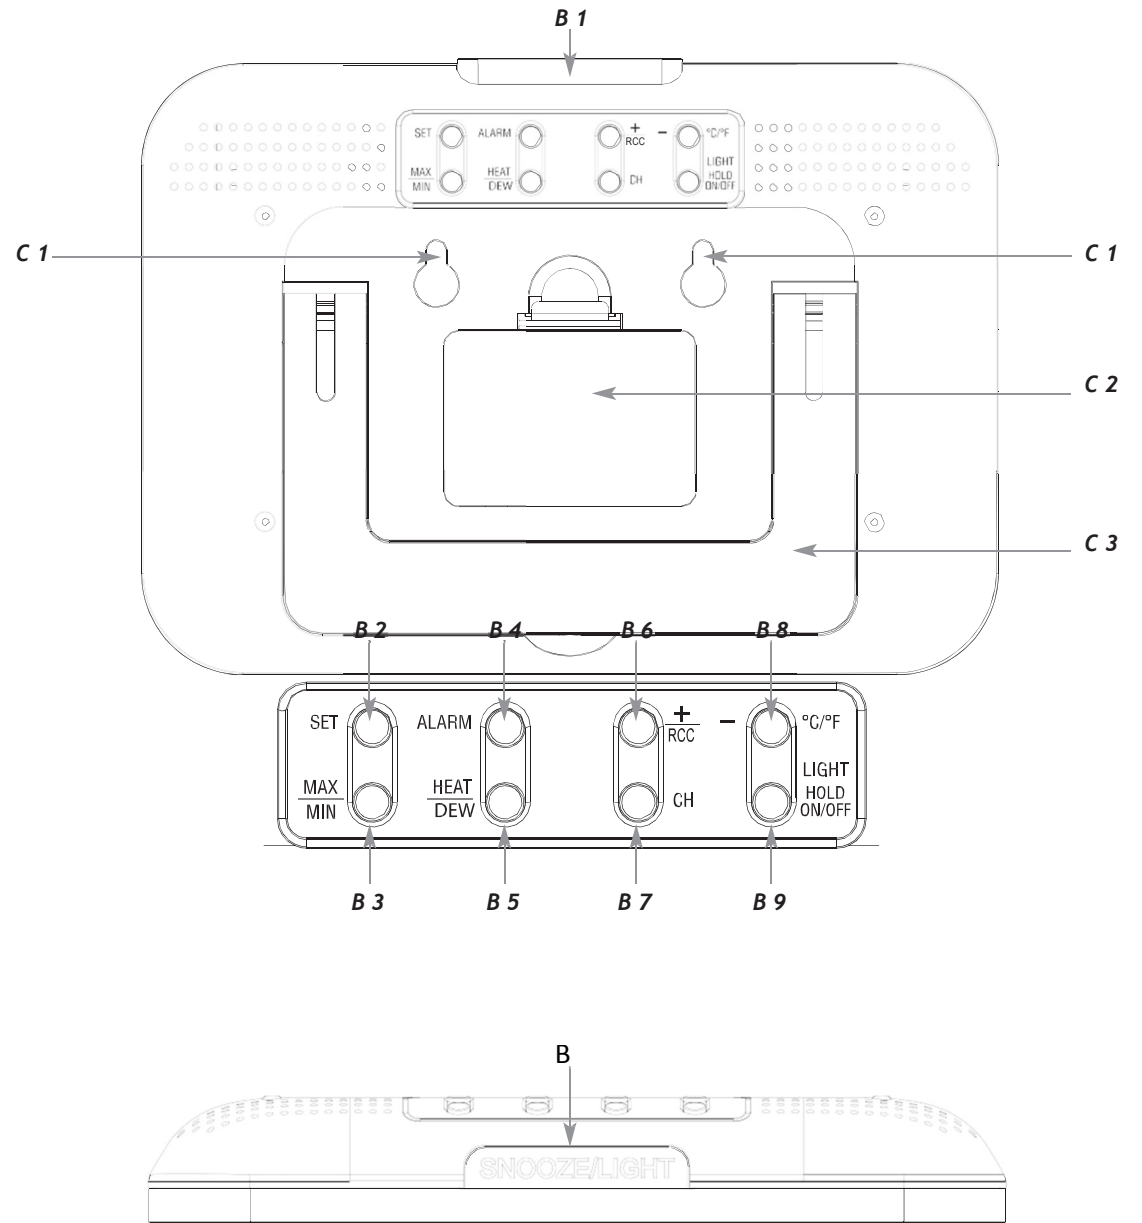 B 1
SET ALARM + RCC − °C/°F
MAX MIN HEAT DEW CH LIGHT HOLD ON/OFF
C 1 C 1
C 2
C 3
B 2 B 4 B 6 B 8
SET ALARM + RCC − °C/°F
MAX MIN HEAT DEW CH LIGHT HOLD ON/OFF
B 3 B 5 B 7 B 9
B
SNOOZE/LIGHT